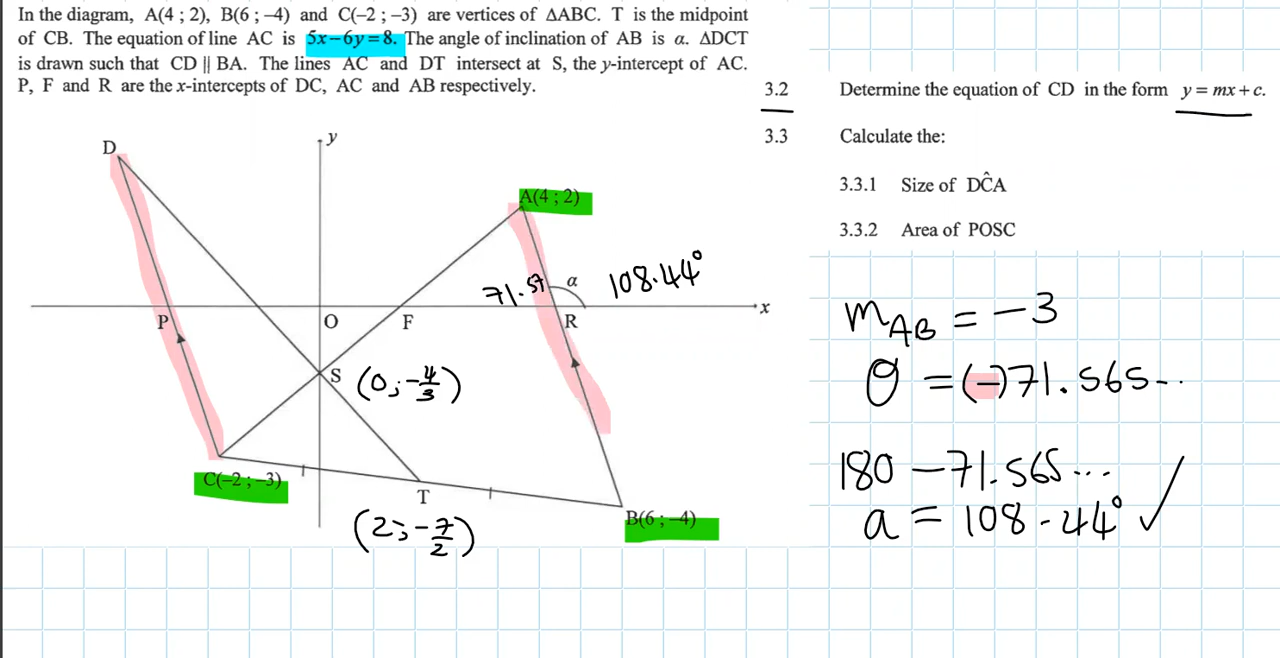 In the diagram, A(4 ; 2), B(6 ; −4) and C(−2 ; −3) are vertices of ΔABC. T is the midpoint
of CB. The equation of line AC is 5x−6y=8. The angle of inclination of AB is α. ΔDCT
is drawn such that CD || BA. The lines AC and DT intersect at S, the y-intercept of AC.
P, F and R are the x-intercepts of DC, AC and AB respectively.
3.2 Determine the equation of CD in the form y = mx + c.
3.3 Calculate the:
3.3.1 Size of DĈA
3.3.2 Area of POSC
D
y
A(4 ; 2)
71.57
α
108.44°
x
P
O
F
R
S
(0;-4/3)
C(−2 ; −3)
T
(2;-7/2)
B(6 ; −4)
m_AB = -3
θ = (-)71.565...
180 - 71.565...
a = 108.44° ✓